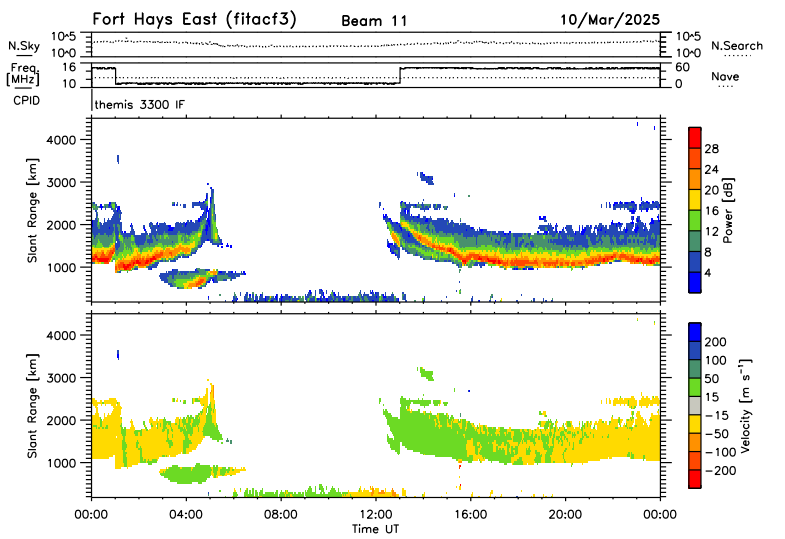 Fort Hays East (fitacf3) Beam 11 10/Mar/2025
N.Sky 10^5 10^0 10^5 10^0 N.Search
Freq. [MHz] 16 10 60 0 Nave
CPID themis 3300 IF
Slant Range [km]
4000
3000
2000
1000
Power [dB]
28
24
20
16
12
8
4
Slant Range [km]
4000
3000
2000
1000
Velocity [m s⁻¹]
200
100
50
15
−15
−50
−100
−200
00:00 04:00 08:00 12:00 16:00 20:00 00:00
Time UT